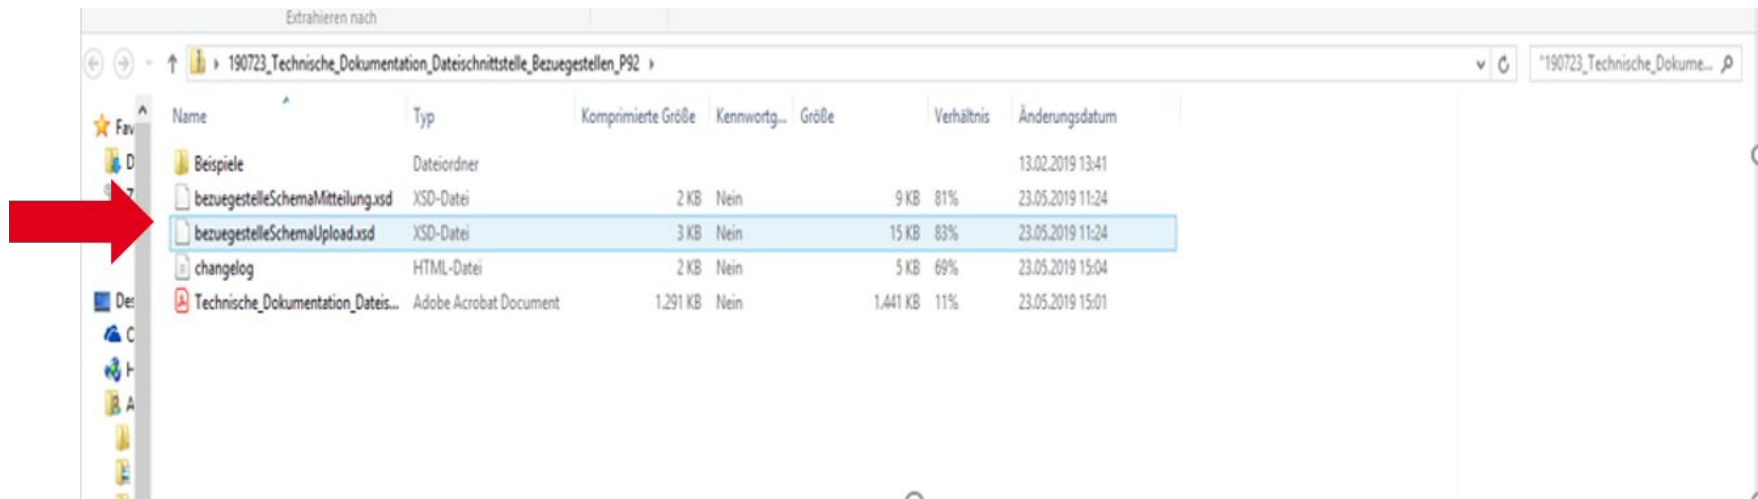 Extrahieren nach
190723_Technische_Dokumentation_Dateischnittstelle_Bezuegestellen_P92
"190723_Technische_Dokume...
Name Typ Komprimierte Größe Kennwortg... Größe Verhältnis Änderungsdatum
Fav
D
Beispiele Dateiordner 13.02.2019 13:41
bezuegestelleSchemaMitteilung.xsd XSD-Datei 2 KB Nein 9 KB 81% 23.05.2019 11:24
bezuegestelleSchemaUpload.xsd XSD-Datei 3 KB Nein 15 KB 83% 23.05.2019 11:24
changelog HTML-Datei 2 KB Nein 5 KB 69% 23.05.2019 15:04
Des
Technische_Dokumentation_Dateis... Adobe Acrobat Document 1.291 KB Nein 1.441 KB 11% 23.05.2019 15:01
H
A